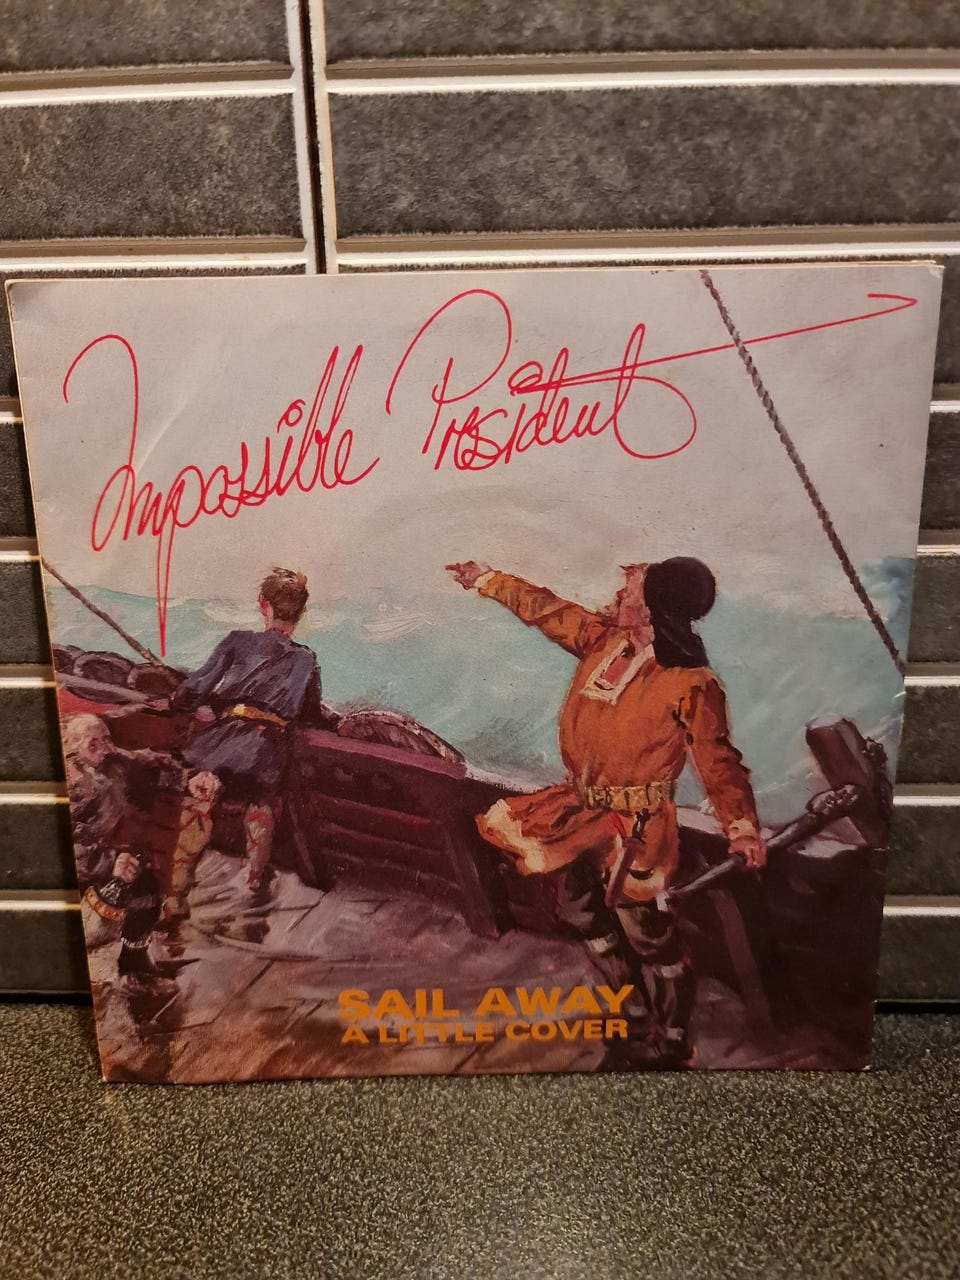 Impossible President
SAIL AWAY
A LITTLE COVER